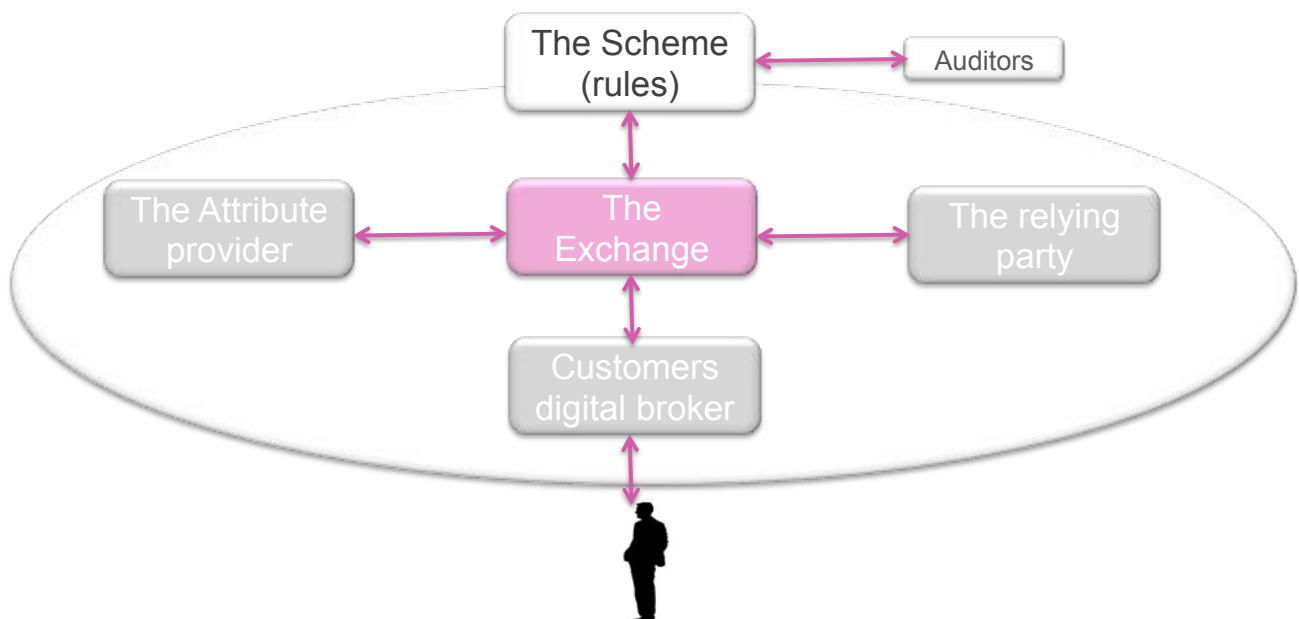 The Scheme
(rules)
Auditors
The Attribute
provider
The
Exchange
The relying
party
Customers
digital broker